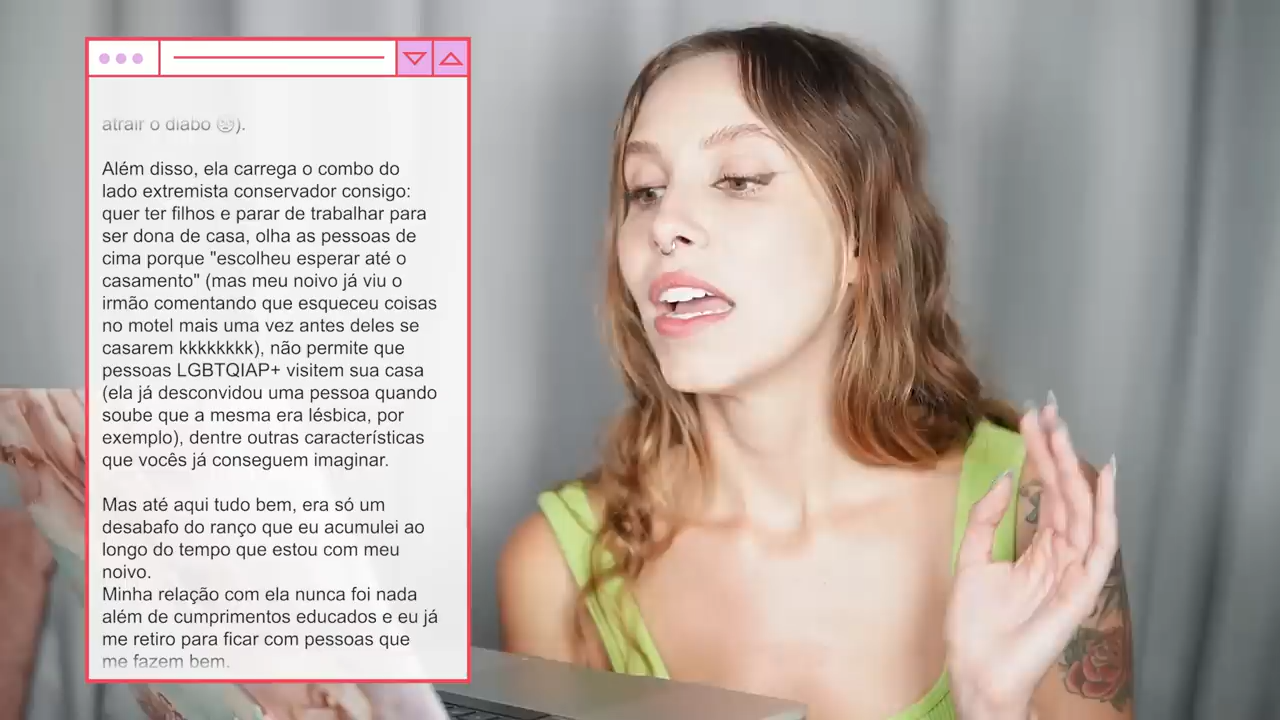 atrair o diabo 😔).
Além disso, ela carrega o combo do
lado extremista conservador consigo:
quer ter filhos e parar de trabalhar para
ser dona de casa, olha as pessoas de
cima porque "escolheu esperar até o
casamento" (mas meu noivo já viu o
irmão comentando que esqueceu coisas
no motel mais uma vez antes deles se
casarem kkkkkkkk), não permite que
pessoas LGBTQIAP+ visitem sua casa
(ela já desconvidou uma pessoa quando
soube que a mesma era lésbica, por
exemplo), dentre outras características
que vocês já conseguem imaginar.
Mas até aqui tudo bem, era só um
desabafo do ranço que eu acumulei ao
longo do tempo que estou com meu
noivo.
Minha relação com ela nunca foi nada
além de cumprimentos educados e eu já
me retiro para ficar com pessoas que
me fazem bem.